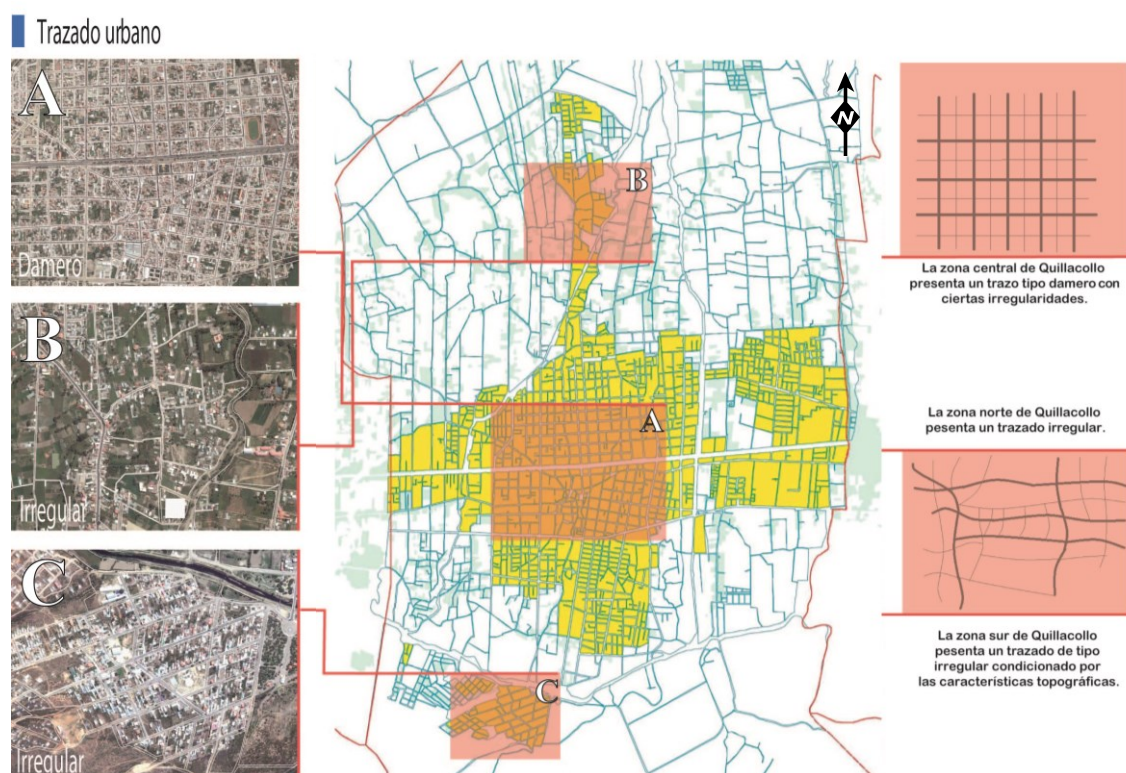 Trazado urbano
A
Damero
B
Irregular
C
Irregular
N
B
A
C
La zona central de Quillacollo
presenta un trazo tipo damero con
ciertas irregularidades.
La zona norte de Quillacollo
pesenta un trazado irregular.
La zona sur de Quillacollo
pesenta un trazado de tipo
irregular condicionado por
las características topográficas.